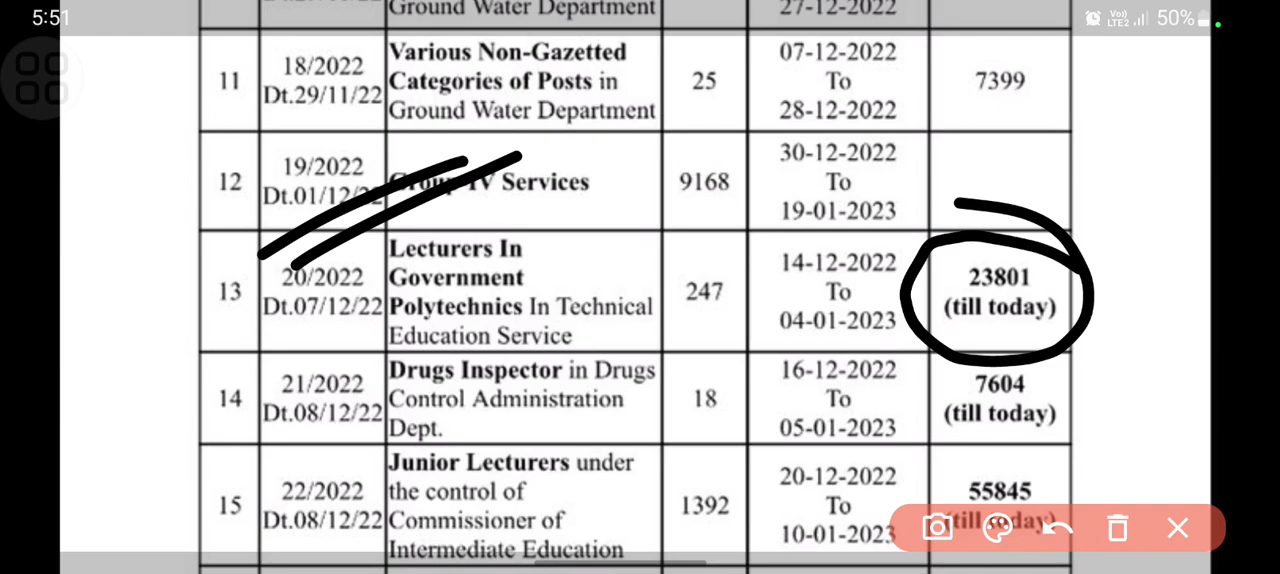 5:51
Vo)
LTE2
50%
Ground Water Department
27-12-2022
11
18/2022
Dt.29/11/22
Various Non-Gazetted
Categories of Posts in
Ground Water Department
25
07-12-2022
To
28-12-2022
7399
12
19/2022
Dt.01/12/22
Group-IV Services
9168
30-12-2022
To
19-01-2023
13
20/2022
Dt.07/12/22
Lecturers In
Government
Polytechnics In Technical
Education Service
247
14-12-2022
To
04-01-2023
23801
(till today)
14
21/2022
Dt.08/12/22
Drugs Inspector in Drugs
Control Administration
Dept.
18
16-12-2022
To
05-01-2023
7604
(till today)
15
22/2022
Dt.08/12/22
Junior Lecturers under
the control of
Commissioner of
Intermediate Education
1392
20-12-2022
To
10-01-2023
55845
(till today)